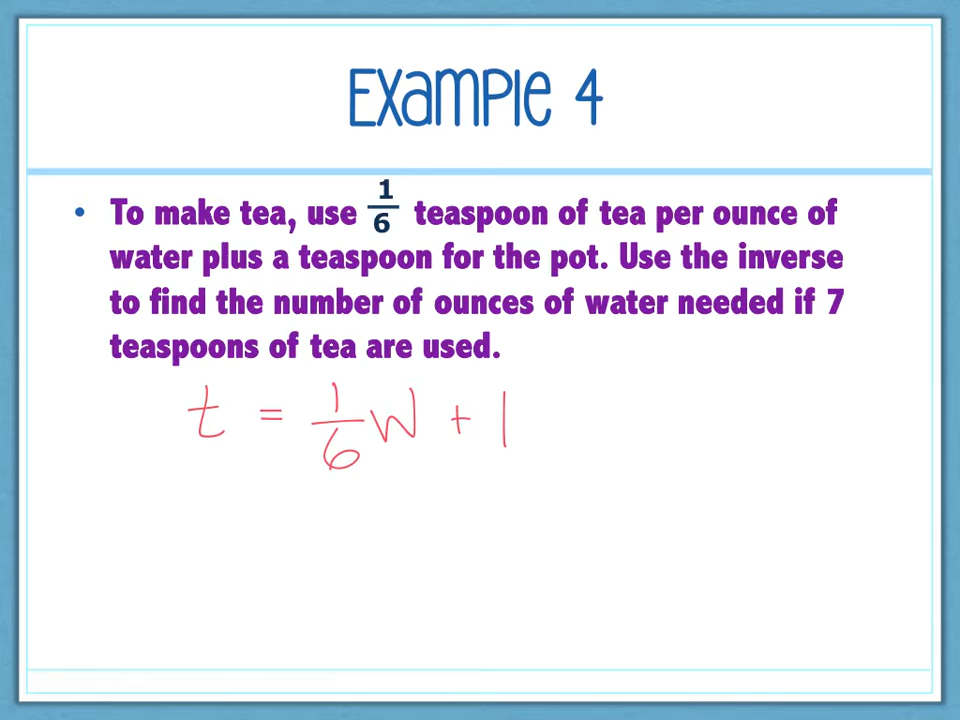 Example 4
• To make tea, use 1/6 teaspoon of tea per ounce of
water plus a teaspoon for the pot. Use the inverse
to find the number of ounces of water needed if 7
teaspoons of tea are used.
t = 1/6 w + 1